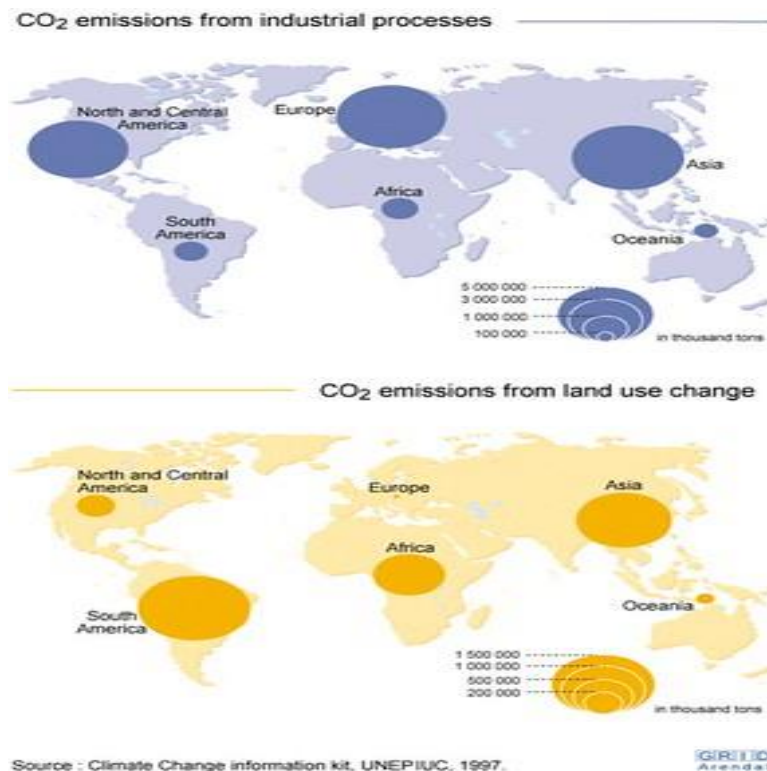 CO2 emissions from industrial processes
North and Central
America
Europe
Asia
Africa
South
America
Oceania
5 000 000
3 000 000
1 000 000
100 000
in thousand tons
CO2 emissions from land use change
North and Central
America
Europe
Asia
Africa
South
America
Oceania
1 500 000
1 000 000
500 000
200 000
in thousand tons
Source : Climate Change information kit, UNEPIUC, 1997.
GRID
Arendal